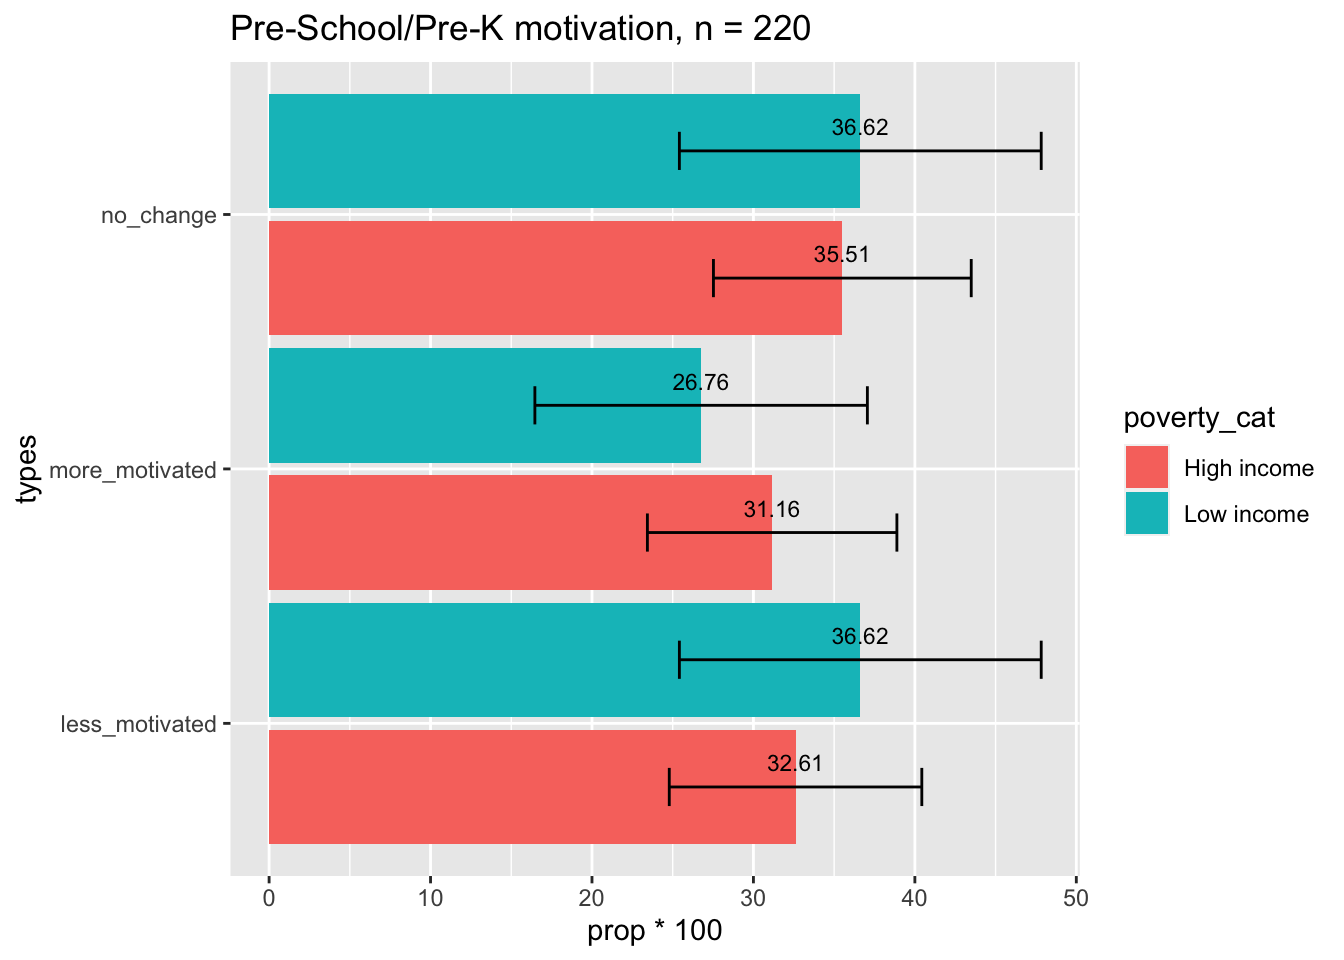 Pre-School/Pre-K motivation, n = 220
36.62
no_change
35.51
26.76
types
more_motivated
31.16
36.62
less_motivated
32.61
poverty_cat
High income
Low income
0 10 20 30 40 50
prop * 100